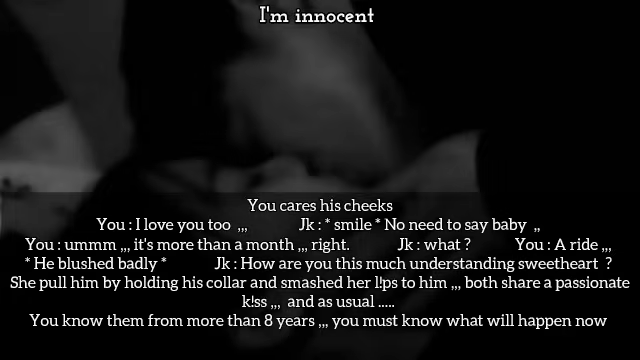 I'm innocent
You cares his cheeks
You : I love you too ,,, Jk : * smile * No need to say baby ,,
You : ummm ,,, it's more than a month ,,, right. Jk : what ? You : A ride ,,,
* He blushed badly * Jk : How are you this much understanding sweetheart ?
She pull him by holding his collar and smashed her l!ps to him ,,, both share a passionate
k!ss ,,, and as usual .....
You know them from more than 8 years ,,, you must know what will happen now